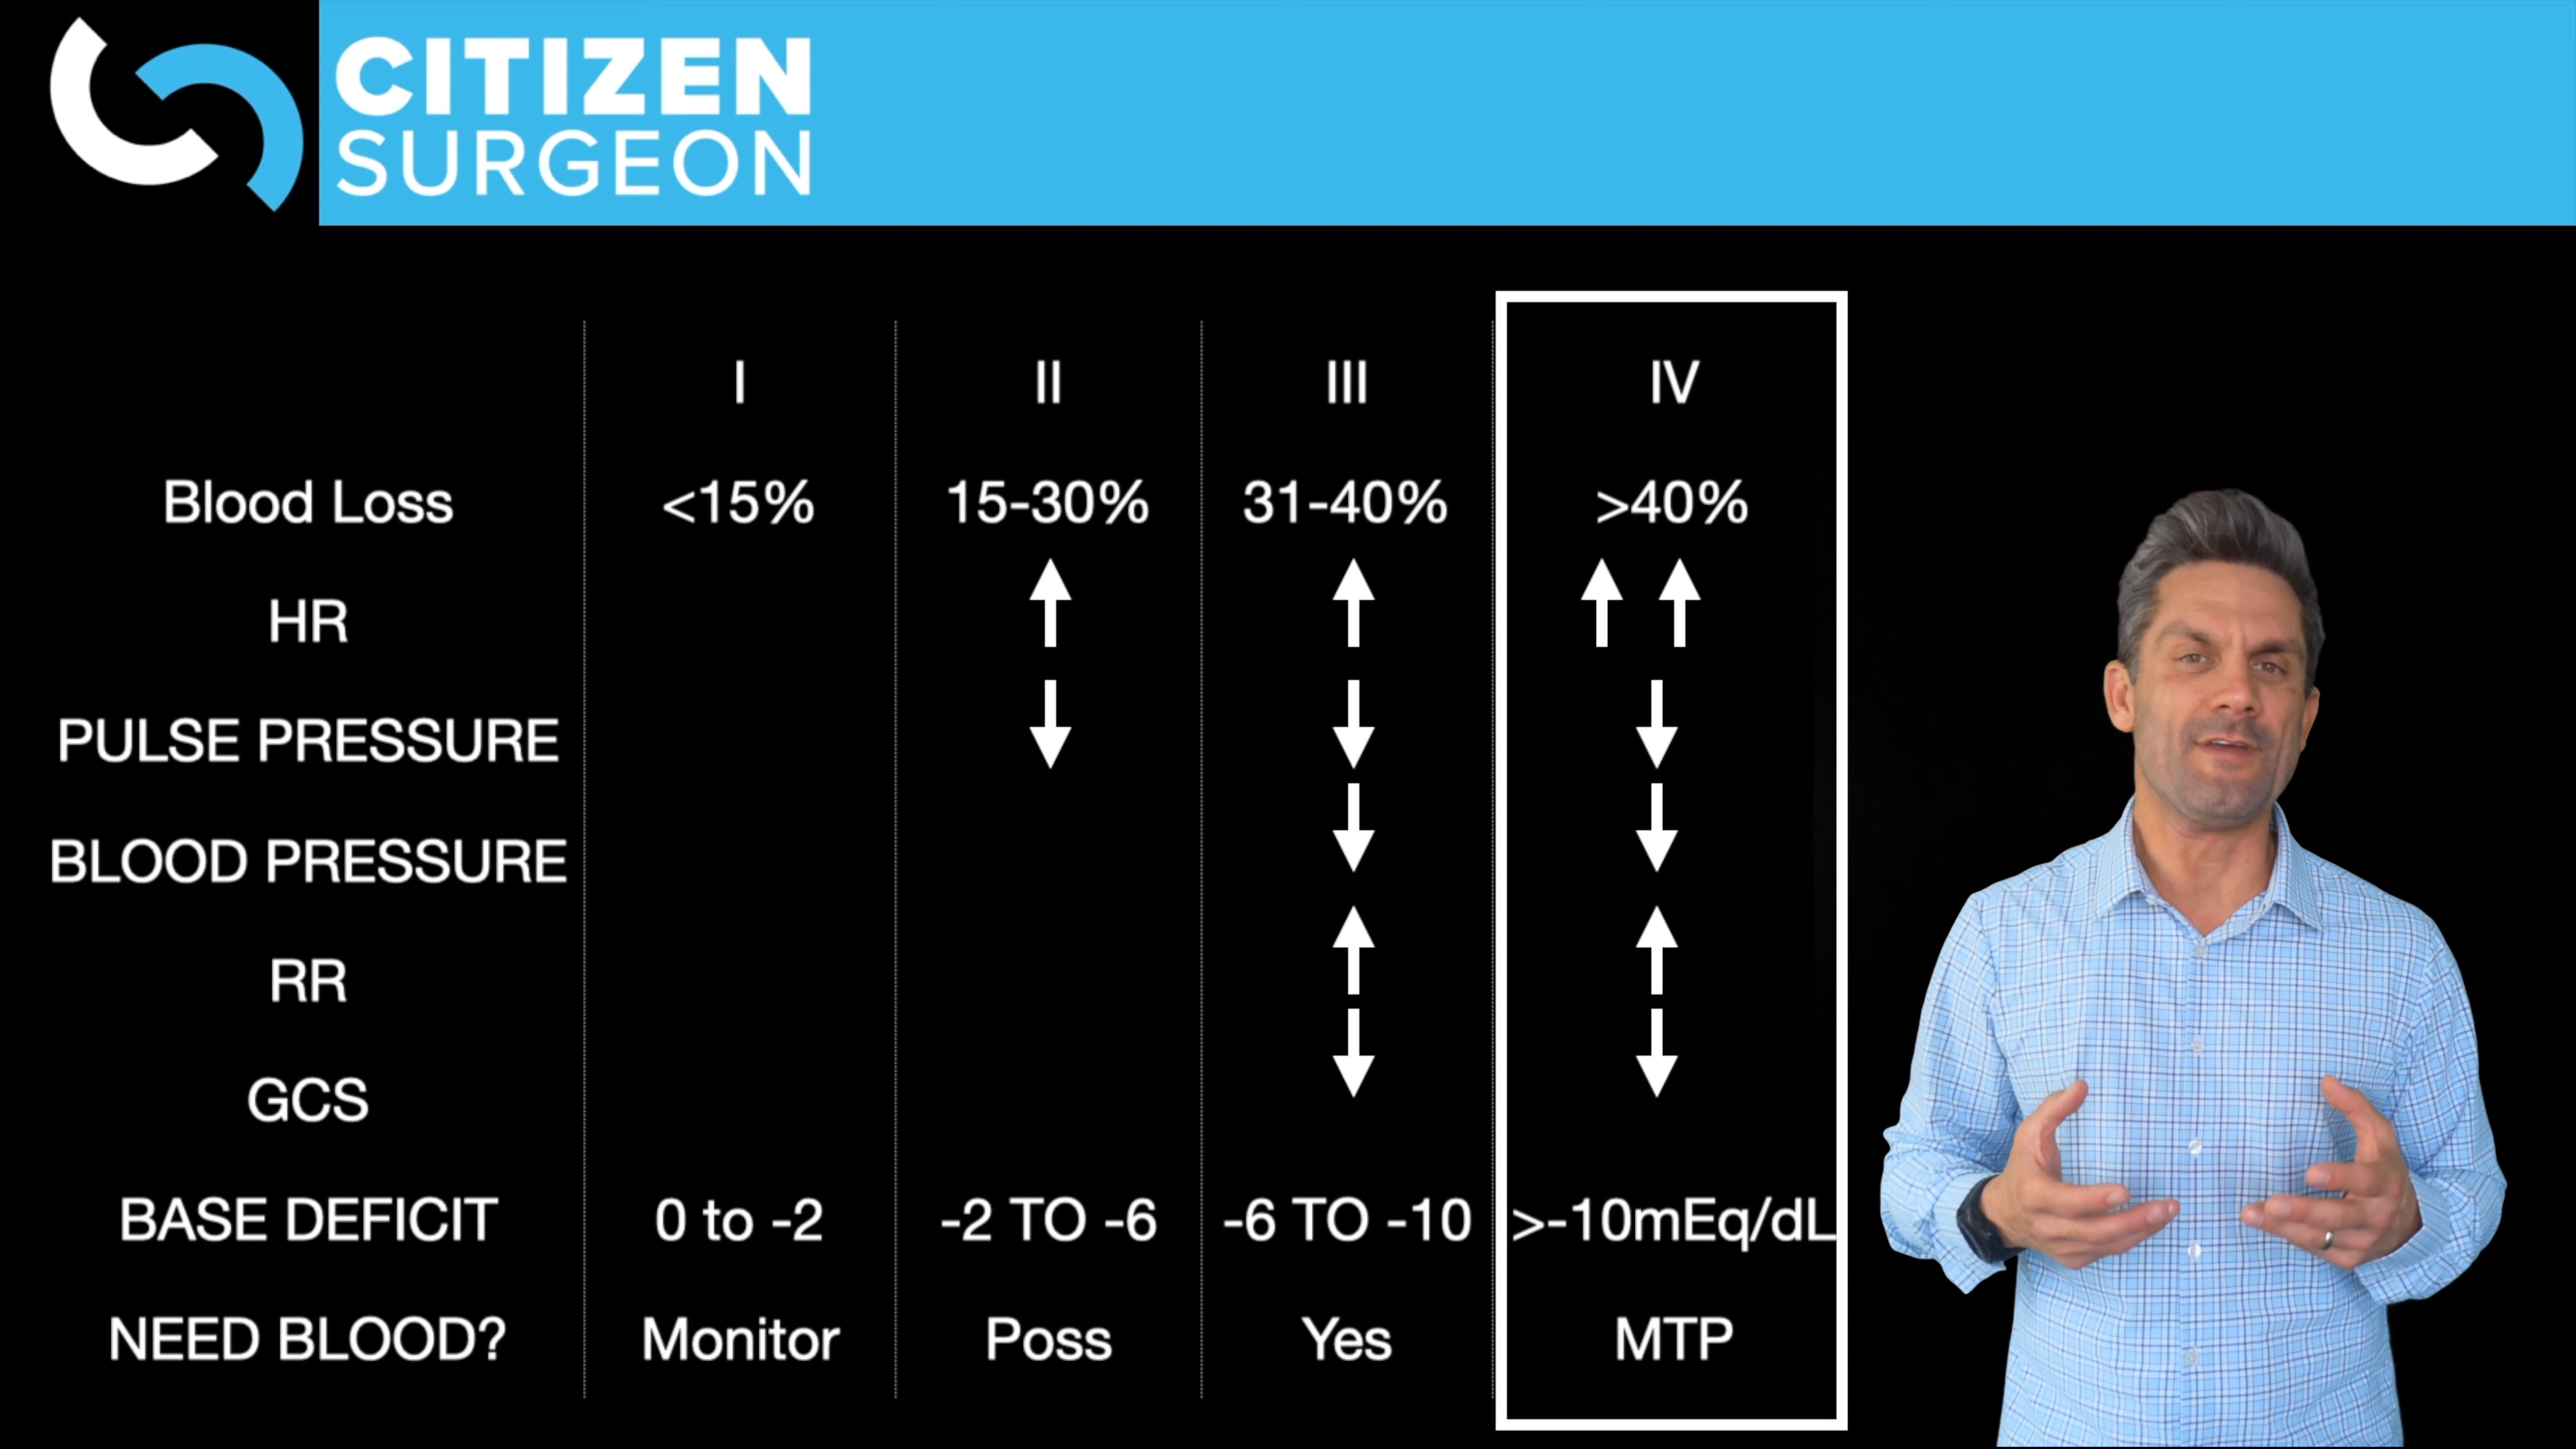 CITIZEN
SURGEON
I II III IV
Blood Loss <15% 15-30% 31-40% >40%
HR
PULSE PRESSURE
BLOOD PRESSURE
RR
GCS
BASE DEFICIT 0 to -2 -2 TO -6 -6 TO -10 >-10mEq/dL
NEED BLOOD? Monitor Poss Yes MTP